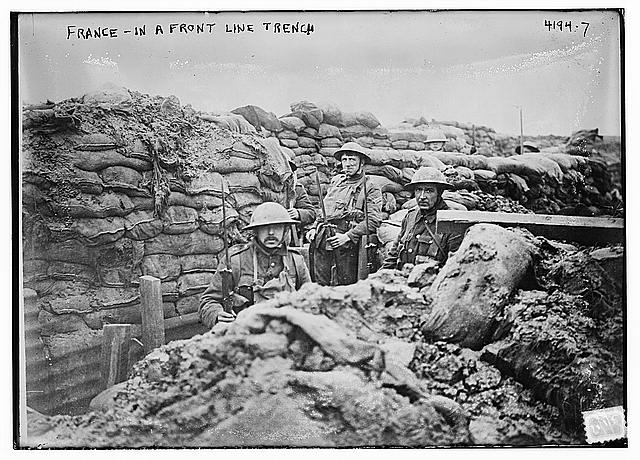 FRANCE - IN A FRONT LINE TRENCH
4194-7